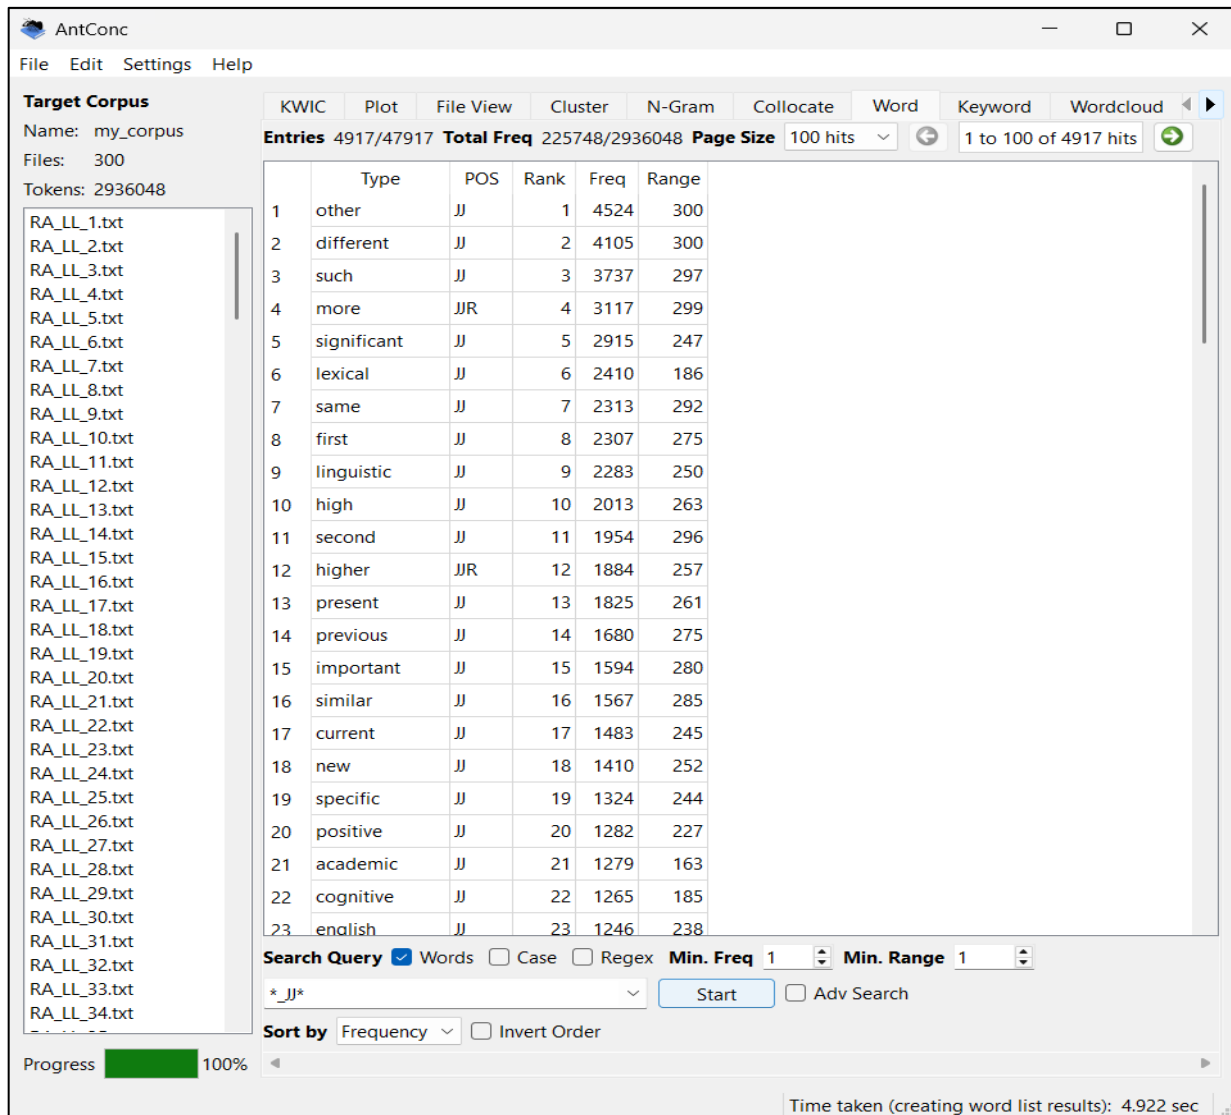 AntConc
File Edit Settings Help
Target Corpus
Name: my_corpus
Files: 300
Tokens: 2936048
RA_LL_1.txt
RA_LL_2.txt
RA_LL_3.txt
RA_LL_4.txt
RA_LL_5.txt
RA_LL_6.txt
RA_LL_7.txt
RA_LL_8.txt
RA_LL_9.txt
RA_LL_10.txt
RA_LL_11.txt
RA_LL_12.txt
RA_LL_13.txt
RA_LL_14.txt
RA_LL_15.txt
RA_LL_16.txt
RA_LL_17.txt
RA_LL_18.txt
RA_LL_19.txt
RA_LL_20.txt
RA_LL_21.txt
RA_LL_22.txt
RA_LL_23.txt
RA_LL_24.txt
RA_LL_25.txt
RA_LL_26.txt
RA_LL_27.txt
RA_LL_28.txt
RA_LL_29.txt
RA_LL_30.txt
RA_LL_31.txt
RA_LL_32.txt
RA_LL_33.txt
RA_LL_34.txt
Progress 100%
KWIC Plot File View Cluster N-Gram Collocate Word Keyword Wordcloud
Entries 4917/47917 Total Freq 225748/2936048 Page Size 100 hits 1 to 100 of 4917 hits
Type POS Rank Freq Range
1 other JJ 1 4524 300
2 different JJ 2 4105 300
3 such JJ 3 3737 297
4 more JJR 4 3117 299
5 significant JJ 5 2915 247
6 lexical JJ 6 2410 186
7 same JJ 7 2313 292
8 first JJ 8 2307 275
9 linguistic JJ 9 2283 250
10 high JJ 10 2013 263
11 second JJ 11 1954 296
12 higher JJR 12 1884 257
13 present JJ 13 1825 261
14 previous JJ 14 1680 275
15 important JJ 15 1594 280
16 similar JJ 16 1567 285
17 current JJ 17 1483 245
18 new JJ 18 1410 252
19 specific JJ 19 1324 244
20 positive JJ 20 1282 227
21 academic JJ 21 1279 163
22 cognitive JJ 22 1265 185
23 english JJ 23 1246 238
Search Query Words Case Regex Min. Freq 1 Min. Range 1
*_JJ* Start Adv Search
Sort by Frequency Invert Order
Time taken (creating word list results): 4.922 sec